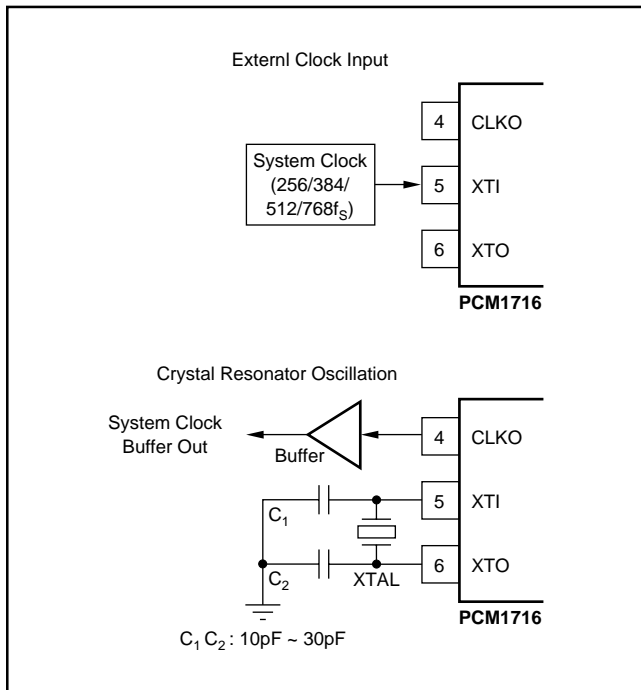 Externl Clock Input
4 CLKO
System Clock
(256/384/
512/768fS)
5 XTI
6 XTO
PCM1716
Crystal Resonator Oscillation
System Clock
Buffer Out
Buffer
4 CLKO
C1
5 XTI
C2
XTAL
6 XTO
PCM1716
C1 C2 : 10pF ~ 30pF